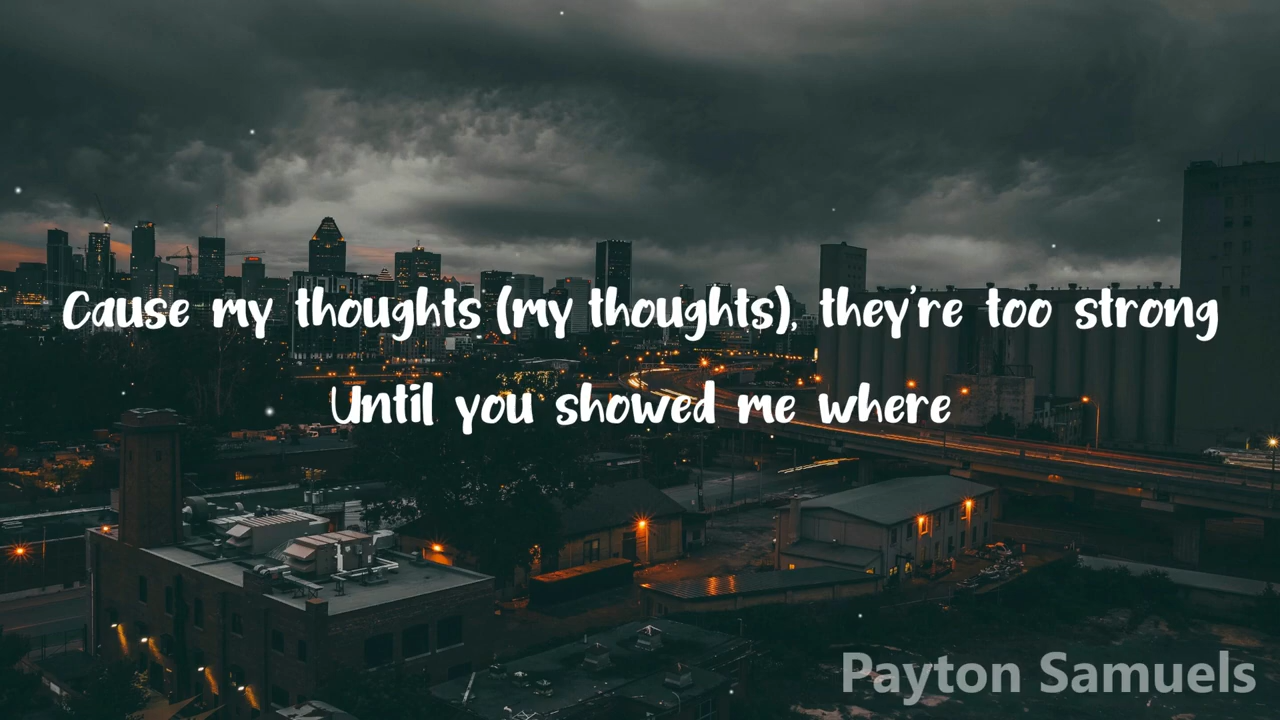 Cause my thoughts (my thoughts), they're too strong
Until you showed me where
Payton Samuels